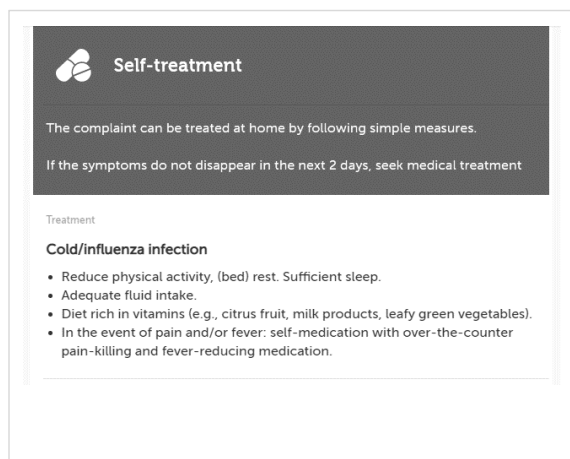 Self-treatment
The complaint can be treated at home by following simple measures.
If the symptoms do not disappear in the next 2 days, seek medical treatment
Treatment
Cold/influenza infection
• Reduce physical activity, (bed) rest. Sufficient sleep.
• Adequate fluid intake.
• Diet rich in vitamins (e.g., citrus fruit, milk products, leafy green vegetables).
• In the event of pain and/or fever: self-medication with over-the-counter
pain-killing and fever-reducing medication.